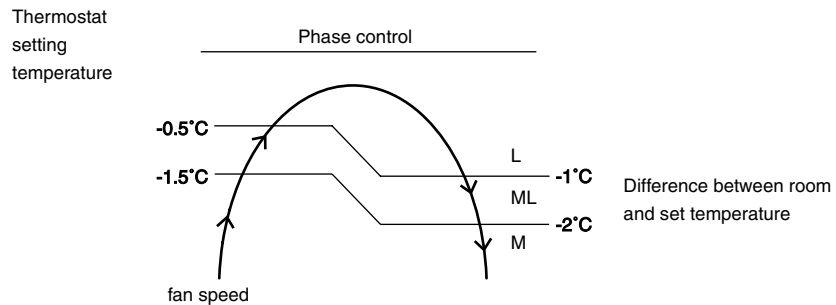 Thermostat
setting
temperature
Phase control
-0.5°C
-1.5°C
L
-1°C
ML
-2°C
M
Difference between room
and set temperature
fan speed